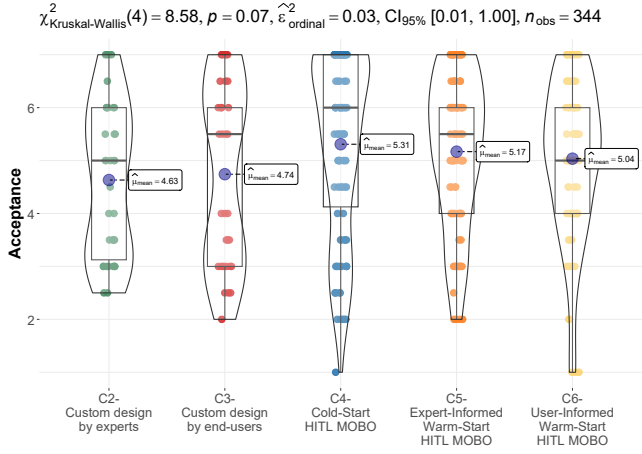 χ²Kruskal-Wallis(4) = 8.58, p = 0.07, ε̂²ordinal = 0.03, CI95% [0.01, 1.00], nobs = 344
Acceptance
6
4
2
μ̂mean = 4.63
μ̂mean = 4.74
μ̂mean = 5.31
μ̂mean = 5.17
μ̂mean = 5.04
C2-
Custom design
by experts
C3-
Custom design
by end-users
C4-
Cold-Start
HITL MOBO
C5-
Expert-Informed
Warm-Start
HITL MOBO
C6-
User-Informed
Warm-Start
HITL MOBO